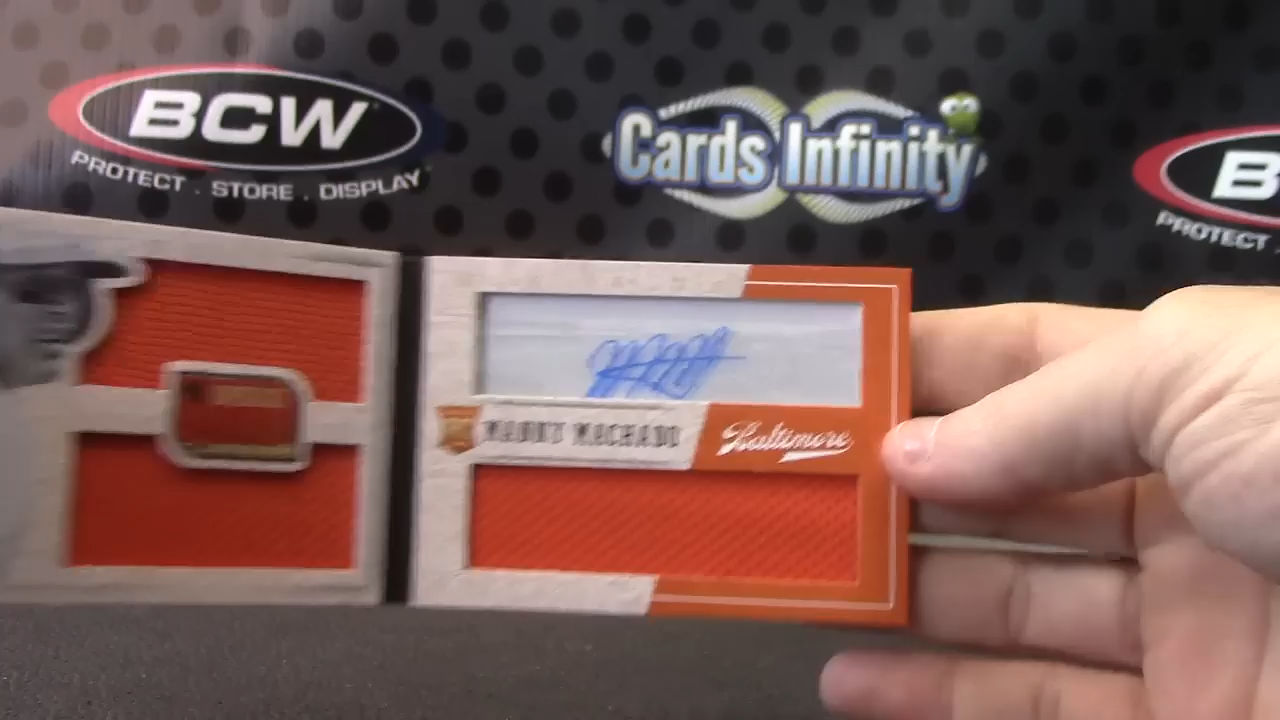 BCW
PROTECT . STORE . DISPLAY
Cards Infinity
B
PROTECT
MANNY MACHADO
Baltimore